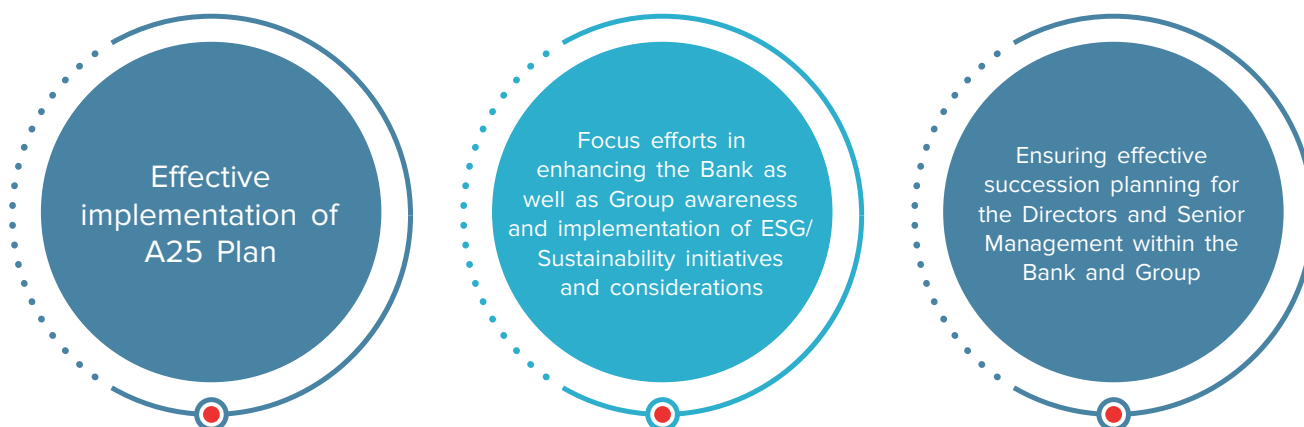 Effective
implementation of
A25 Plan
Focus efforts in
enhancing the Bank as
well as Group awareness
and implementation of ESG/
Sustainability initiatives
and considerations
Ensuring effective
succession planning for
the Directors and Senior
Management within the
Bank and Group